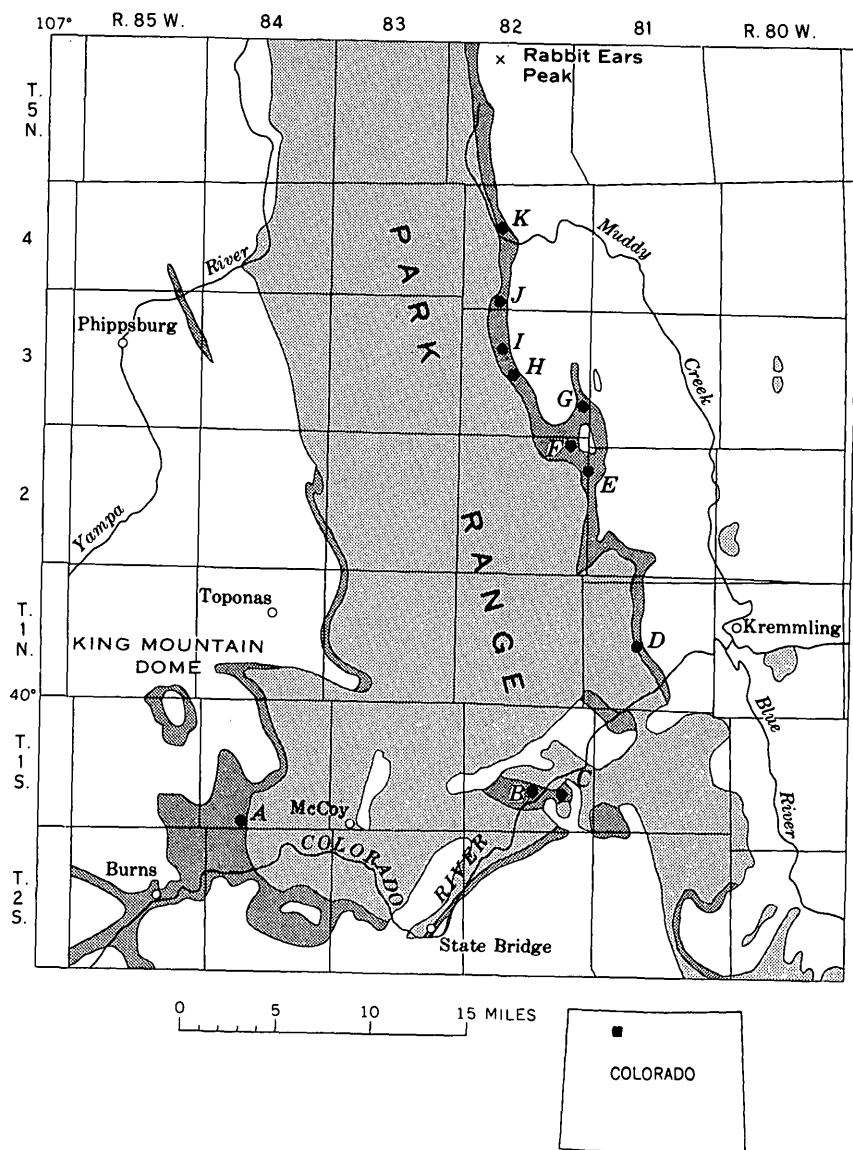 107° R. 85 W. 84 83 82 81 R. 80 W.
× Rabbit Ears
Peak
T.
5
N.
4
3
2
T.
1
N.
40°
T.
1
S.
T.
2
S.
PARK
RANGE
K
Muddy
Creek
River
J
Phippsburg
I
H
G
F
E
Yampa
Toponas
D
Kremmling
KING MOUNTAIN
DOME
Blue
River
B
C
A
McCoy
COLORADO
RIVER
Burns
State Bridge
0 5 10 15 MILES
COLORADO